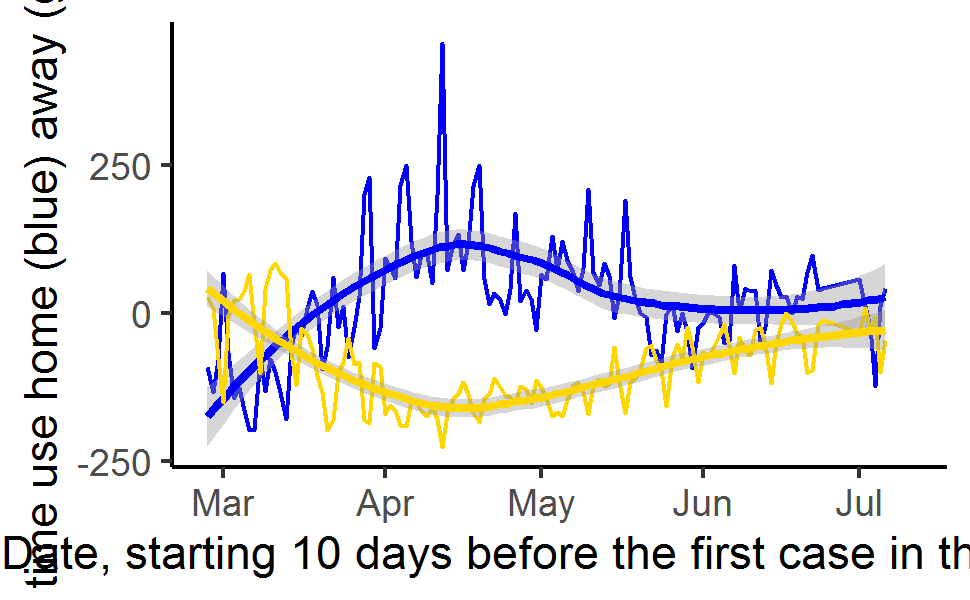 time use home (blue) away (
250
0
-250
Mar Apr May Jun Jul
Date, starting 10 days before the first case in th